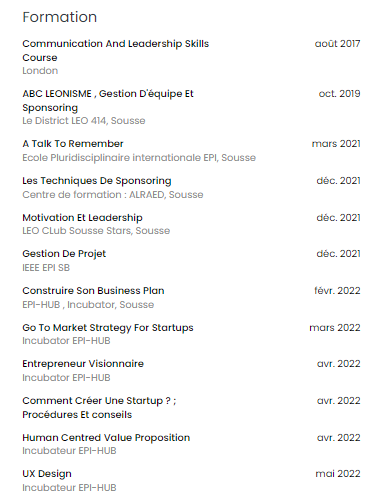 Formation
Communication And Leadership Skills
Course
août 2017
London
ABC LEONISME , Gestion D'équipe Et
Sponsoring
oct. 2019
Le District LEO 414, Sousse
A Talk To Remember
mars 2021
Ecole Pluridisciplinaire internationale EPI, Sousse
Les Techniques De Sponsoring
déc. 2021
Centre de formation : ALRAED, Sousse
Motivation Et Leadership
déc. 2021
LEO CLub Sousse Stars, Sousse
Gestion De Projet
déc. 2021
IEEE EPI SB
Construire Son Business Plan
févr. 2022
EPI-HUB , Incubator, Sousse
Go To Market Strategy For Startups
mars 2022
Incubator EPI-HUB
Entrepreneur Visionnaire
avr. 2022
Incubator EPI-HUB
Comment Créer Une Startup ? ;
Procédures Et conseils
avr. 2022
Human Centred Value Proposition
avr. 2022
Incubateur EPI-HUB
UX Design
mai 2022
Incubateur EPI-HUB